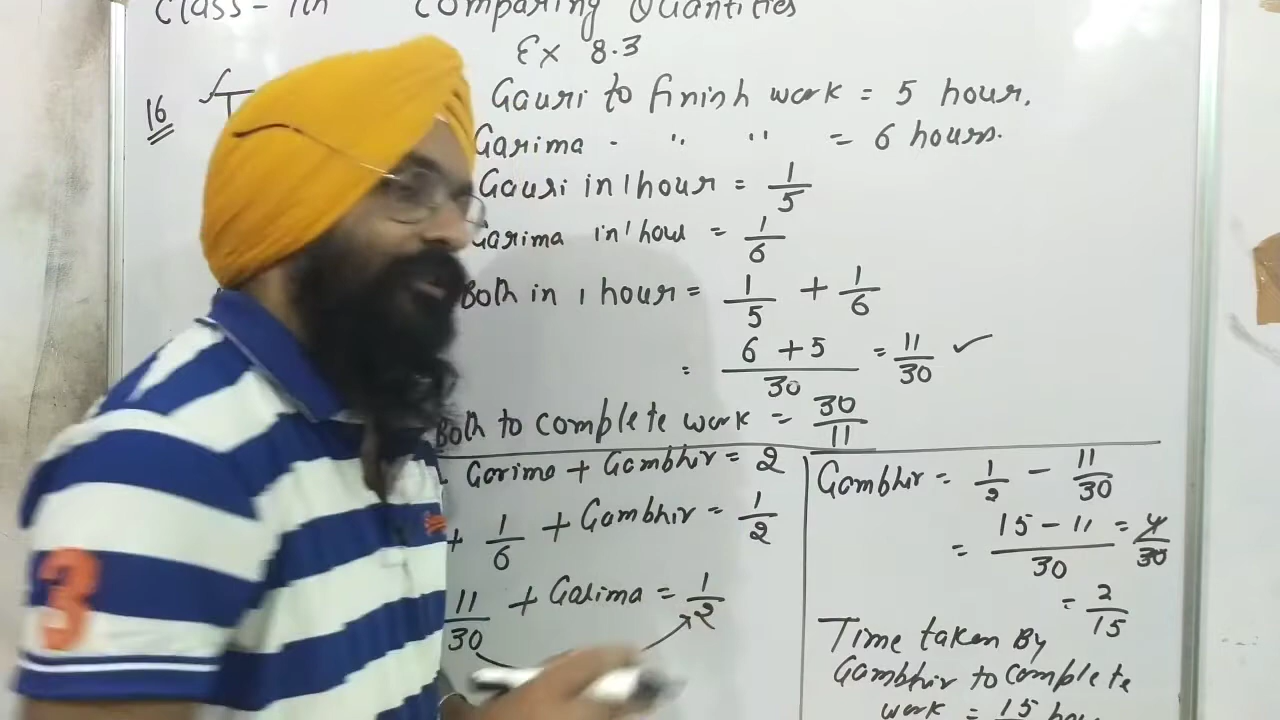 Class - 7th Comparing Quantities
Ex 8.3
16
Gauri to finish work = 5 hour.
Garima - " " = 6 hours.
Gauri in 1 hour = 1/5
Garima in 1 hour = 1/6
Both in 1 hour = 1/5 + 1/6
= 6 + 5/30 = 11/30 ✓
Both to complete work = 30/11
Garima + Gambhir = 2
+ 1/6 + Gambhir = 1/2
11/30 + Garima = 1/2
Gambhir = 1/2 - 11/30
= 15 - 11/30 = 4/30
= 2/15
Time taken By
Gambhir to complete
work = 15
3